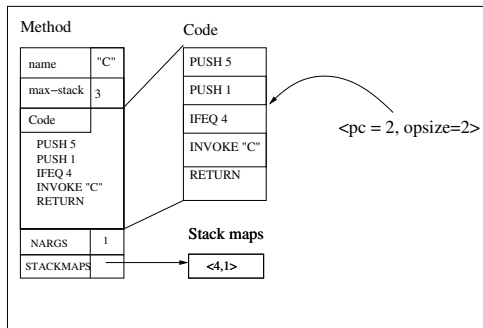 Method
name "C"
max-stack 3
Code
PUSH 5
PUSH 1
IFEQ 4
INVOKE "C"
RETURN
NARGS 1
STACKMAPS
Code
PUSH 5
PUSH 1
IFEQ 4
INVOKE "C"
RETURN
<pc = 2, opsize=2>
Stack maps
<4,1>